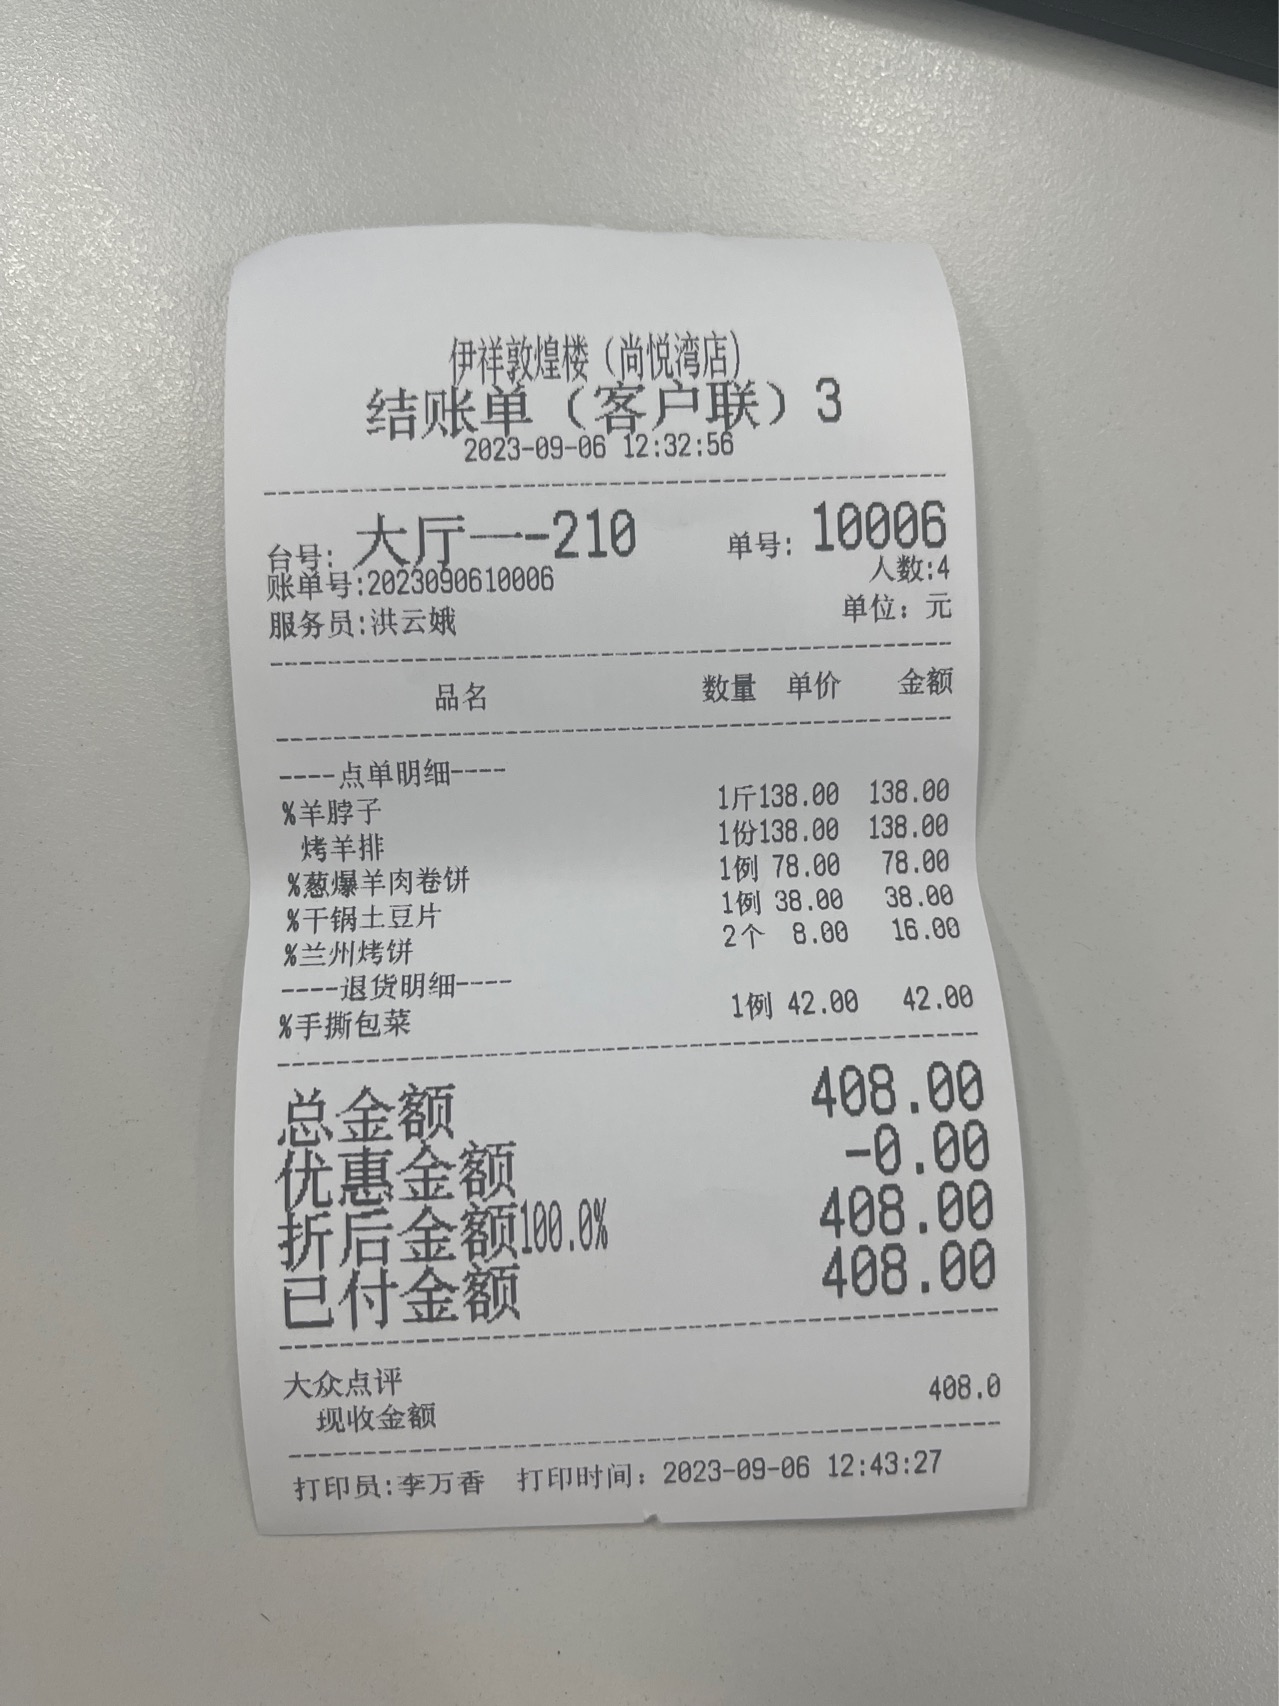 伊祥敦煌楼（尚悦湾店）
结账单（客户联）3
2023-09-06 12:32:56
台号: 大厅一-210 单号: 10006
账单号:2023090610006 人数:4
服务员:洪云娥 单位: 元
品名 数量 单价 金额
----点单明细----
%羊脖子 1斤138.00 138.00
烤羊排 1份138.00 138.00
%葱爆羊肉卷饼 1例 78.00 78.00
%干锅土豆片 1例 38.00 38.00
%兰州烤饼 2个 8.00 16.00
----退货明细----
%手撕包菜 1例 42.00 42.00
总金额 408.00
优惠金额 -0.00
折后金额100.0% 408.00
已付金额 408.00
大众点评 408.0
现收金额
打印员:李万香 打印时间: 2023-09-06 12:43:27